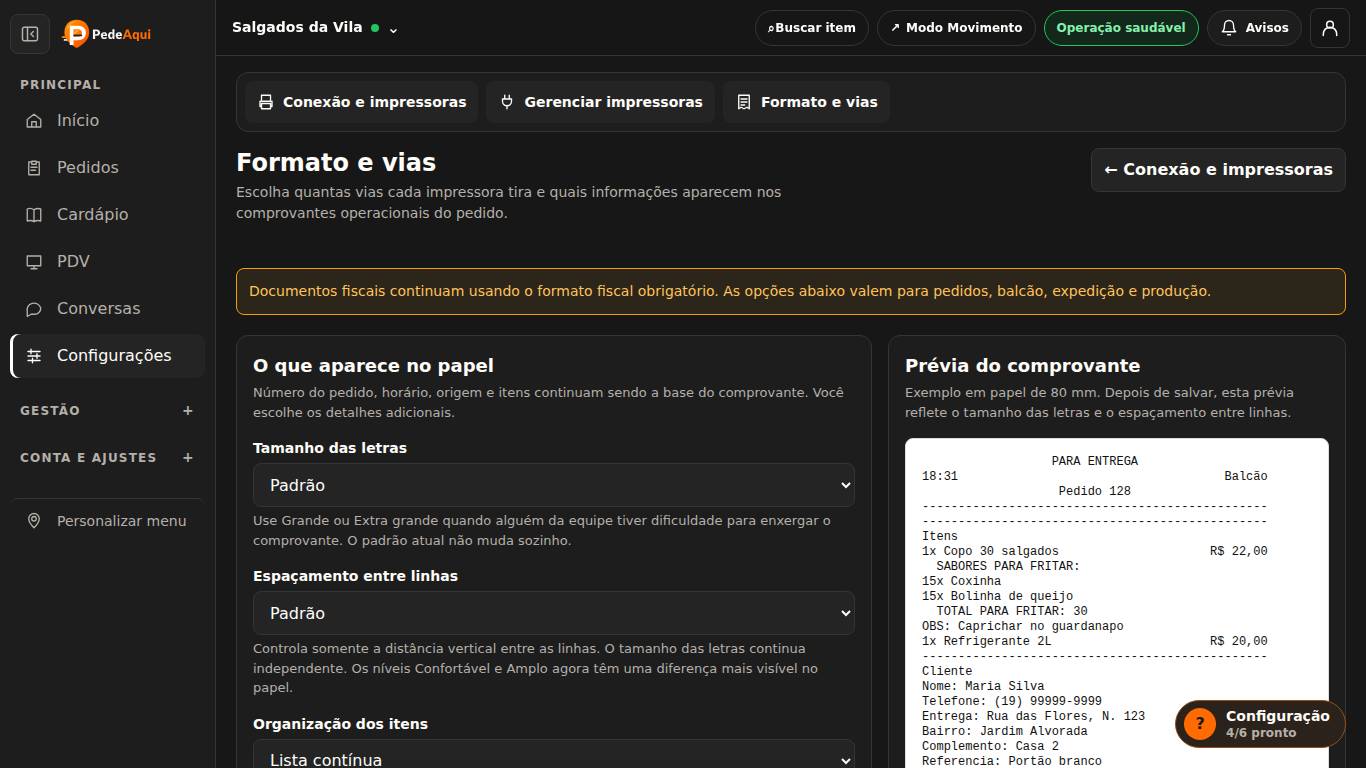 PedeAqui
PRINCIPAL
Início
Pedidos
Cardápio
PDV
Conversas
Configurações
GESTÃO +
CONTA E AJUSTES +
Personalizar menu
Salgados da Vila
Buscar item
↗ Modo Movimento
Operação saudável
Avisos
Conexão e impressoras
Gerenciar impressoras
Formato e vias
Formato e vias
Escolha quantas vias cada impressora tira e quais informações aparecem nos
comprovantes operacionais do pedido.
← Conexão e impressoras
Documentos fiscais continuam usando o formato fiscal obrigatório. As opções abaixo valem para pedidos, balcão, expedição e produção.
O que aparece no papel
Número do pedido, horário, origem e itens continuam sendo a base do comprovante. Você
escolhe os detalhes adicionais.
Tamanho das letras
Padrão
Use Grande ou Extra grande quando alguém da equipe tiver dificuldade para enxergar o
comprovante. O padrão atual não muda sozinho.
Espaçamento entre linhas
Padrão
Controla somente a distância vertical entre as linhas. O tamanho das letras continua
independente. Os níveis Confortável e Amplo agora têm uma diferença mais visível no
papel.
Organização dos itens
Lista contínua
Prévia do comprovante
Exemplo em papel de 80 mm. Depois de salvar, esta prévia
reflete o tamanho das letras e o espaçamento entre linhas.
PARA ENTREGA
18:31 Balcão
Pedido 128
------------------------------------------------
------------------------------------------------
Itens
1x Copo 30 salgados R$ 22,00
SABORES PARA FRITAR:
15x Coxinha
15x Bolinha de queijo
TOTAL PARA FRITAR: 30
OBS: Caprichar no guardanapo
1x Refrigerante 2L R$ 20,00
------------------------------------------------
Cliente
Nome: Maria Silva
Telefone: (19) 99999-9999
Entrega: Rua das Flores, N. 123
Bairro: Jardim Alvorada
Complemento: Casa 2
Referencia: Portão branco
?
Configuração
4/6 pronto